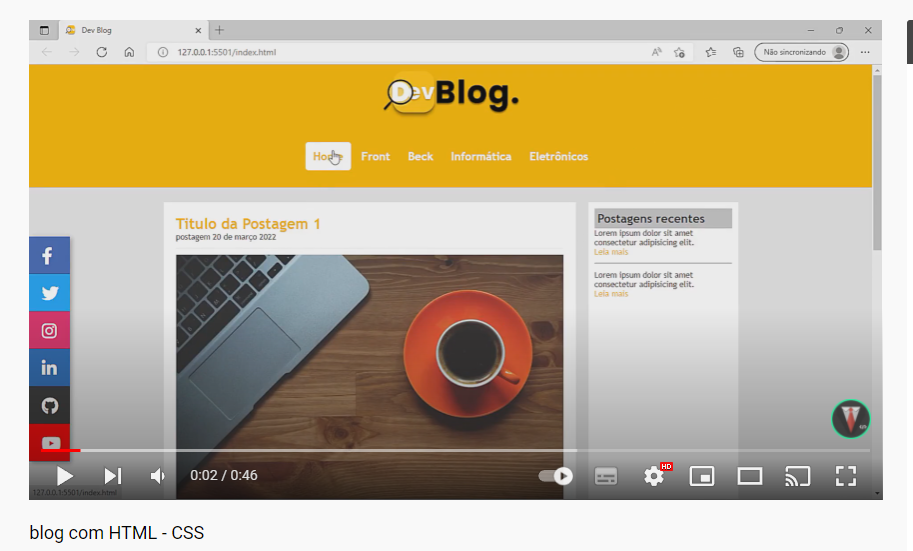 Dev Blog
127.0.0.1:5501/index.html
Não sincronizando
DevBlog.
Home Front Beck Informática Eletrônicos
Titulo da Postagem 1
postagem 20 de março 2022
Postagens recentes
Lorem ipsum dolor sit amet
consectetur adipisicing elit.
Leia mais
Lorem ipsum dolor sit amet
consectetur adipisicing elit.
Leia mais
0:02 / 0:46
HD
127.0.0.1:5501/index.html
blog com HTML - CSS